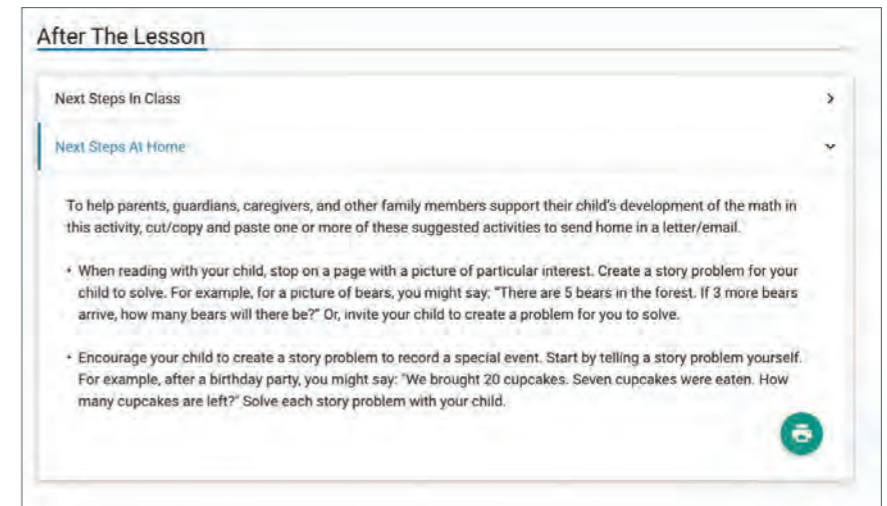 After The Lesson
Next Steps In Class
Next Steps At Home
To help parents, guardians, caregivers, and other family members support their child's development of the math in
this activity, cut/copy and paste one or more of these suggested activities to send home in a letter/email.
• When reading with your child, stop on a page with a picture of particular interest. Create a story problem for your
child to solve. For example, for a picture of bears, you might say: "There are 5 bears in the forest. If 3 more bears
arrive, how many bears will there be?" Or, invite your child to create a problem for you to solve.
• Encourage your child to create a story problem to record a special event. Start by telling a story problem yourself.
For example, after a birthday party, you might say: "We brought 20 cupcakes. Seven cupcakes were eaten. How
many cupcakes are left?" Solve each story problem with your child.